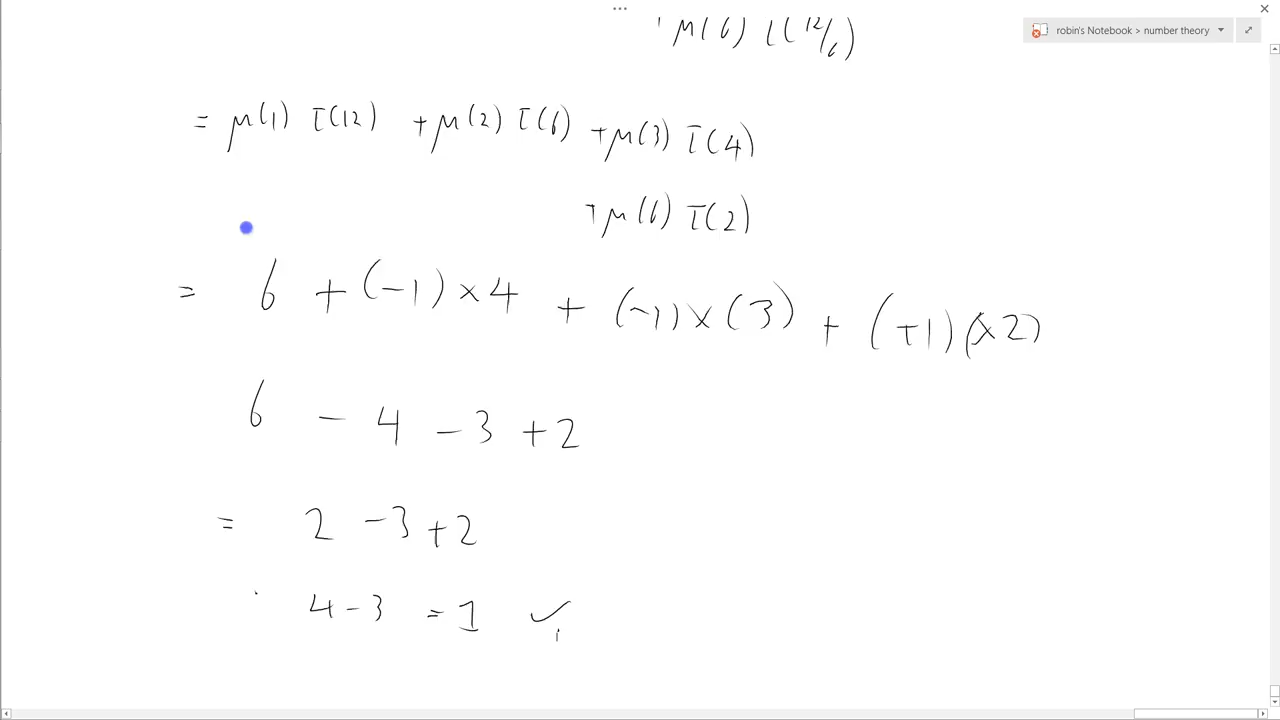 robin's Notebook > number theory
+ μ(6) τ(12/6)
= μ(1) τ(12) + μ(2) τ(6) + μ(3) τ(4)
+ μ(6) τ(2)
= 6 + (-1) × 4 + (-1) × (3) + (+1) (×2)
6 - 4 - 3 + 2
= 2 - 3 + 2
4 - 3 = 1 ✓